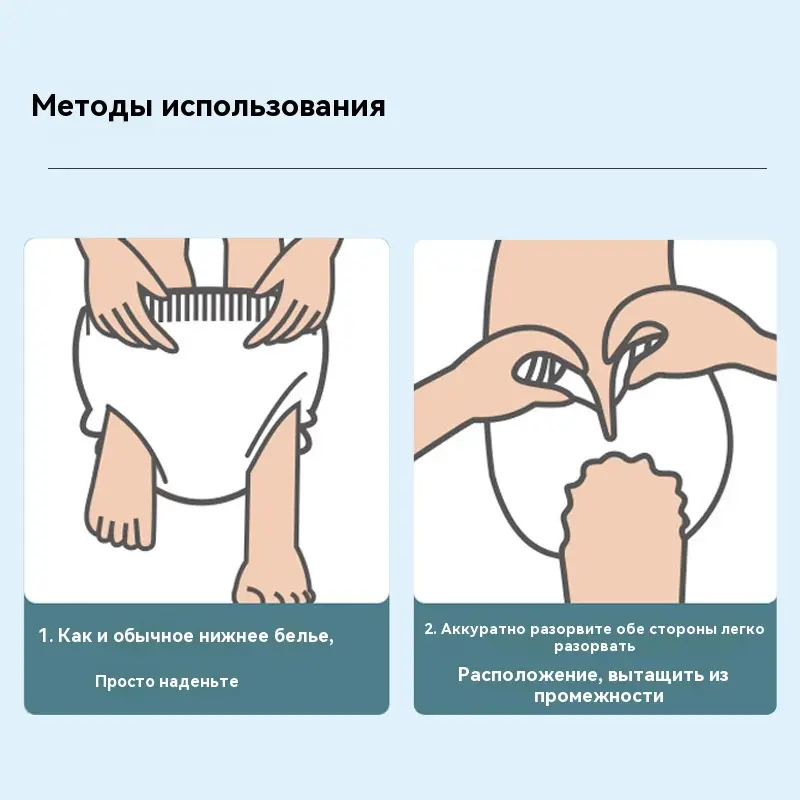 Методы использования
1. Как и обычное нижнее белье,
Просто наденьте
2. Аккуратно разорвите обе стороны легко
разорвать
Расположение, вытащить из
промежности